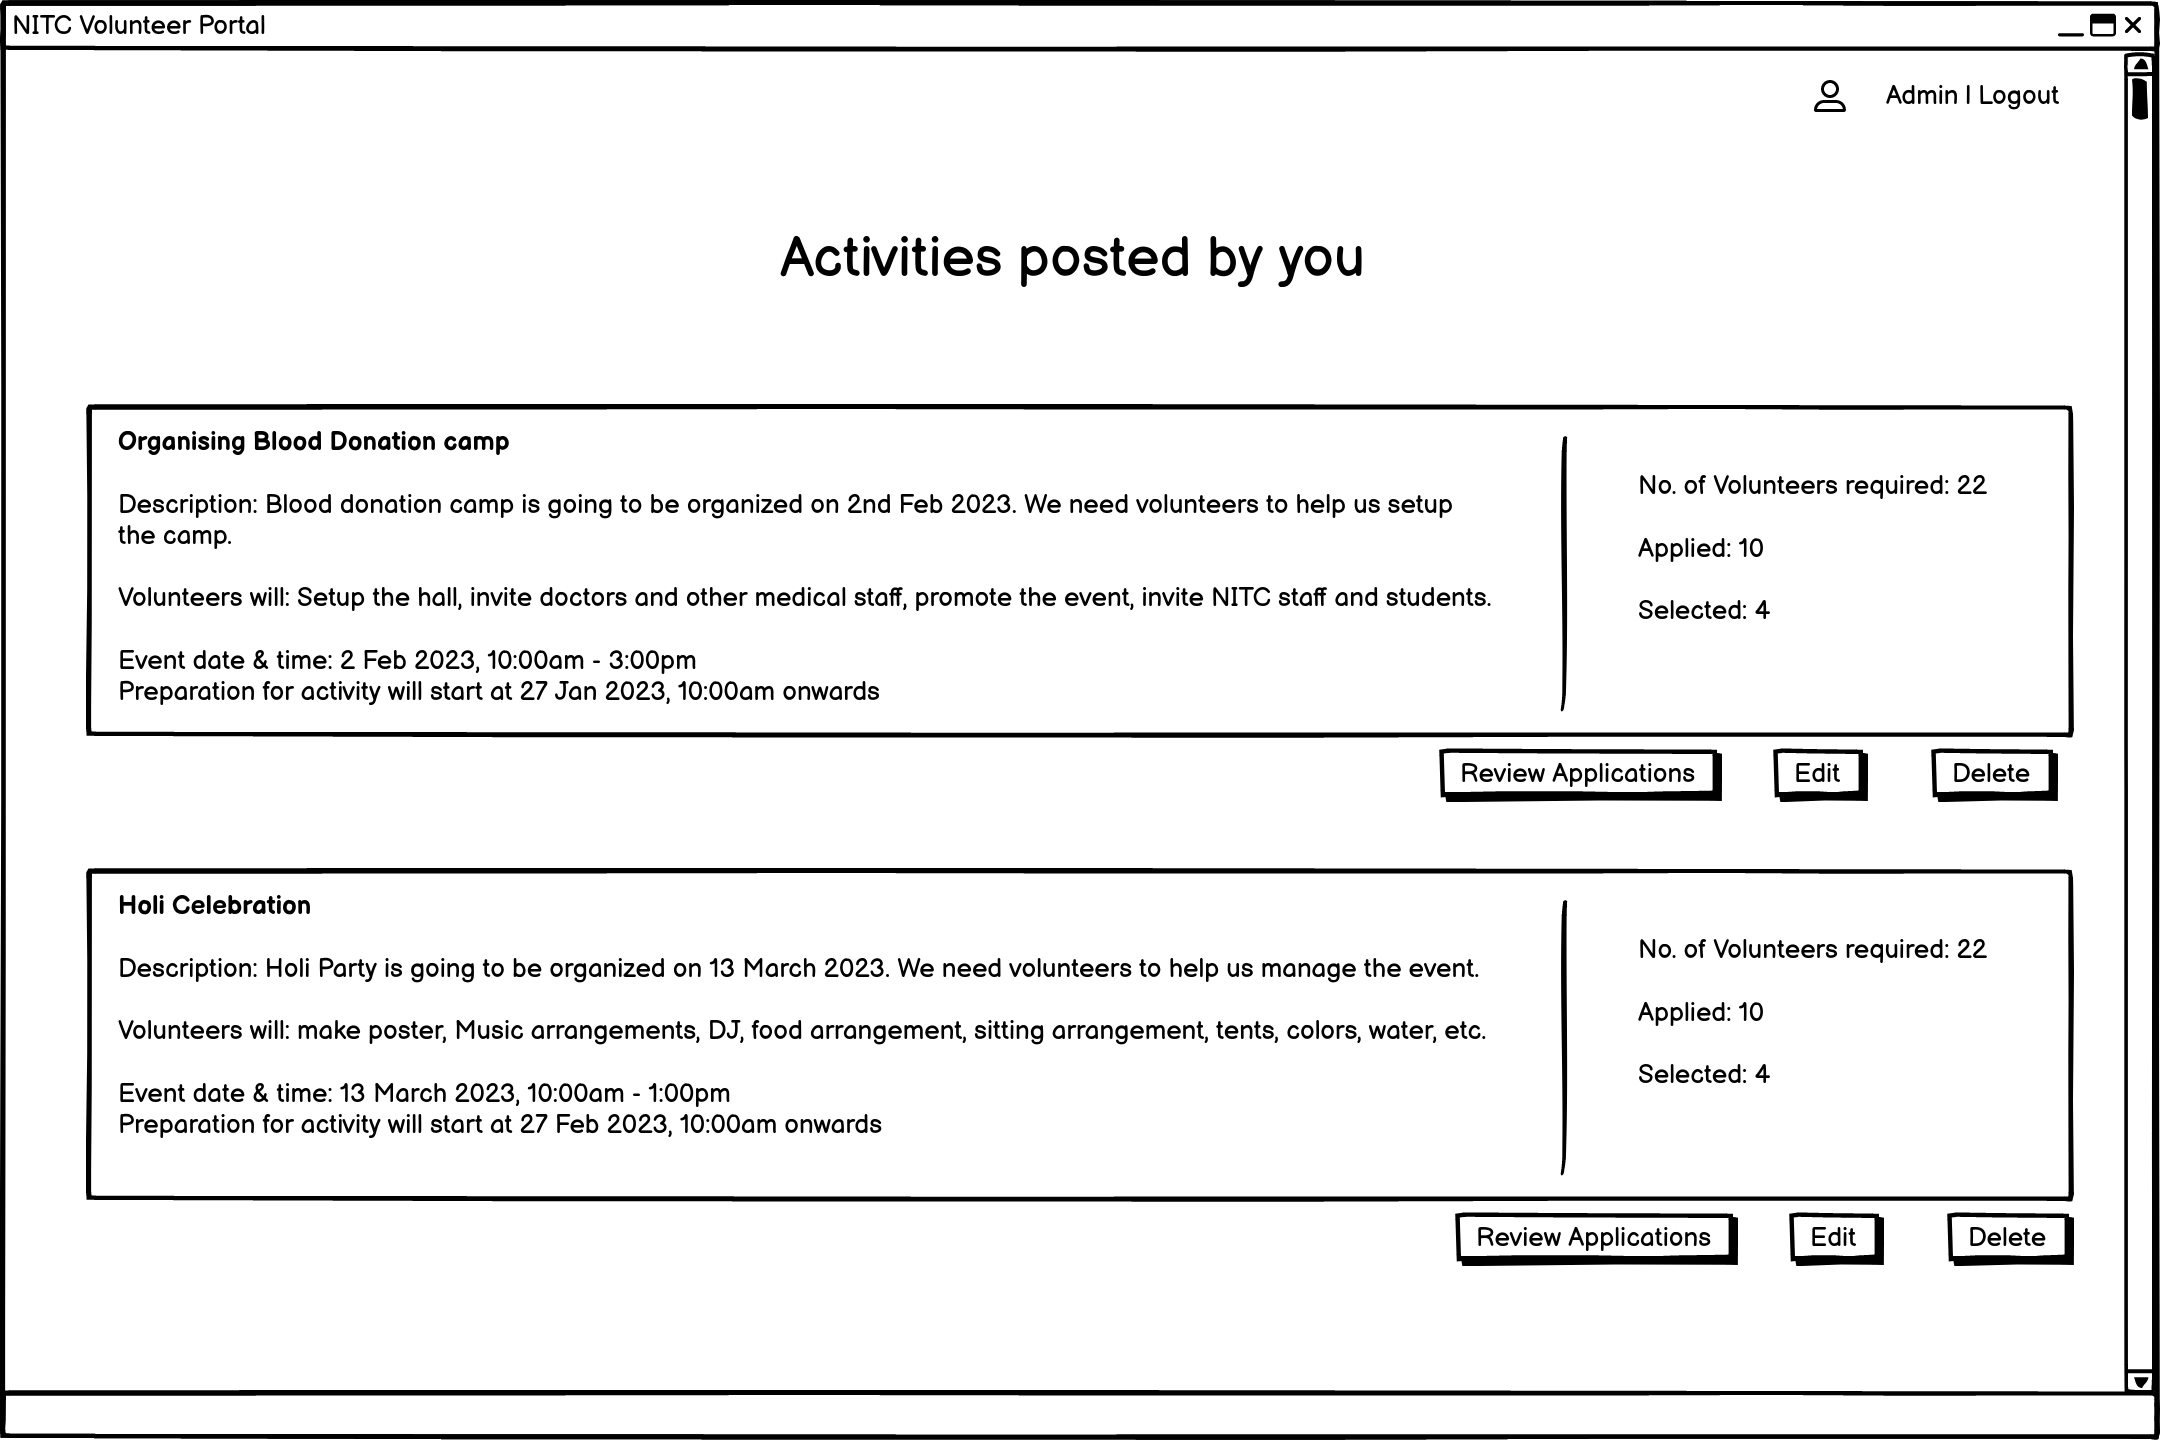 NITC Volunteer Portal
Admin | Logout
Activities posted by you
Organising Blood Donation camp
Description: Blood donation camp is going to be organized on 2nd Feb 2023. We need volunteers to help us setup
the camp.
Volunteers will: Setup the hall, invite doctors and other medical staff, promote the event, invite NITC staff and students.
Event date & time: 2 Feb 2023, 10:00am - 3:00pm
Preparation for activity will start at 27 Jan 2023, 10:00am onwards
No. of Volunteers required: 22
Applied: 10
Selected: 4
Review Applications
Edit
Delete
Holi Celebration
Description: Holi Party is going to be organized on 13 March 2023. We need volunteers to help us manage the event.
Volunteers will: make poster, Music arrangements, DJ, food arrangement, sitting arrangement, tents, colors, water, etc.
Event date & time: 13 March 2023, 10:00am - 1:00pm
Preparation for activity will start at 27 Feb 2023, 10:00am onwards
No. of Volunteers required: 22
Applied: 10
Selected: 4
Review Applications
Edit
Delete